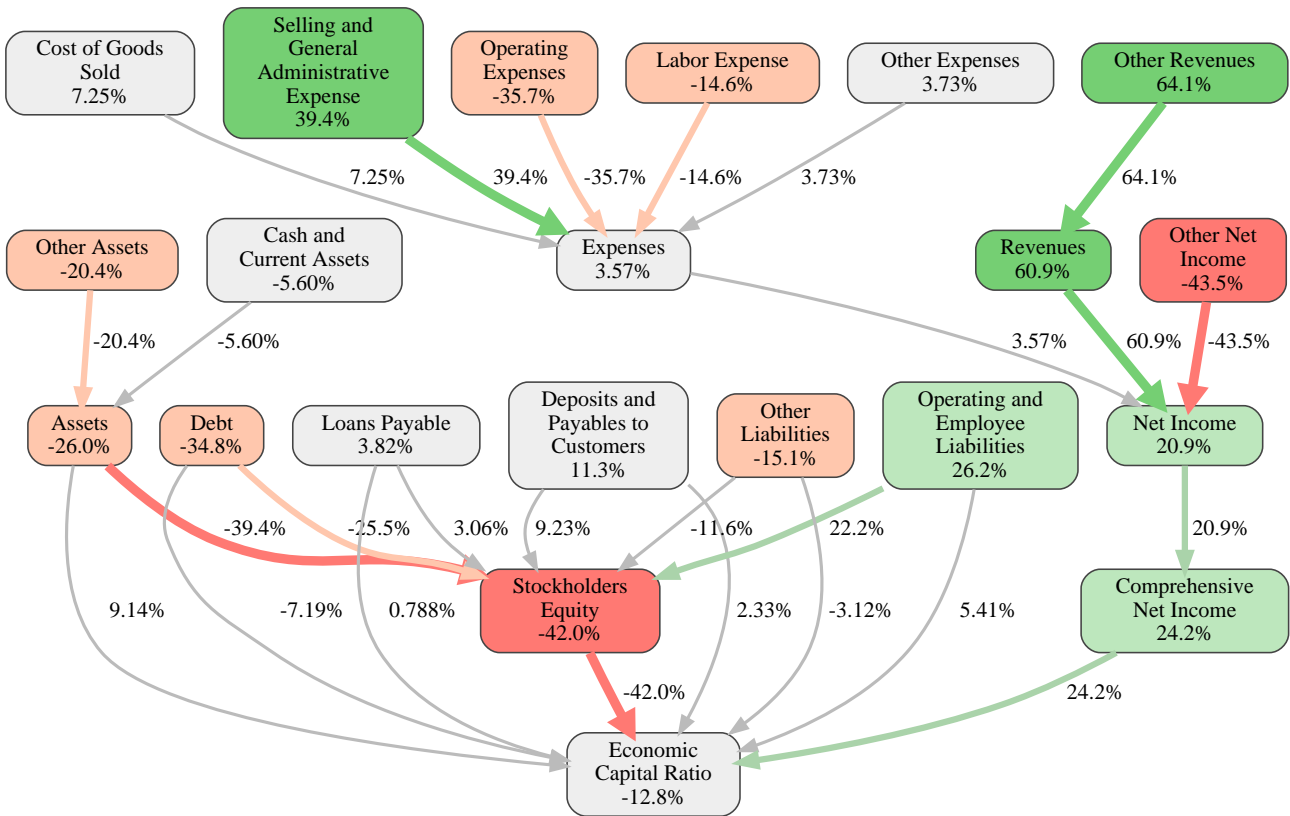 Cost of Goods
Sold
7.25%
Selling and
General
Administrative
Expense
39.4%
Operating
Expenses
-35.7%
Labor Expense
-14.6%
Other Expenses
3.73%
Other Revenues
64.1%
7.25%
39.4%
-35.7%
-14.6%
3.73%
64.1%
Other Assets
-20.4%
Cash and
Current Assets
-5.60%
Expenses
3.57%
Revenues
60.9%
Other Net
Income
-43.5%
-20.4%
-5.60%
3.57%
60.9%
-43.5%
Assets
-26.0%
Debt
-34.8%
Loans Payable
3.82%
Deposits and
Payables to
Customers
11.3%
Other
Liabilities
-15.1%
Operating and
Employee
Liabilities
26.2%
Net Income
20.9%
-39.4%
-25.5%
3.06%
9.23%
-11.6%
22.2%
20.9%
9.14%
-7.19%
0.788%
Stockholders
Equity
-42.0%
2.33%
-3.12%
5.41%
Comprehensive
Net Income
24.2%
-42.0%
24.2%
Economic
Capital Ratio
-12.8%